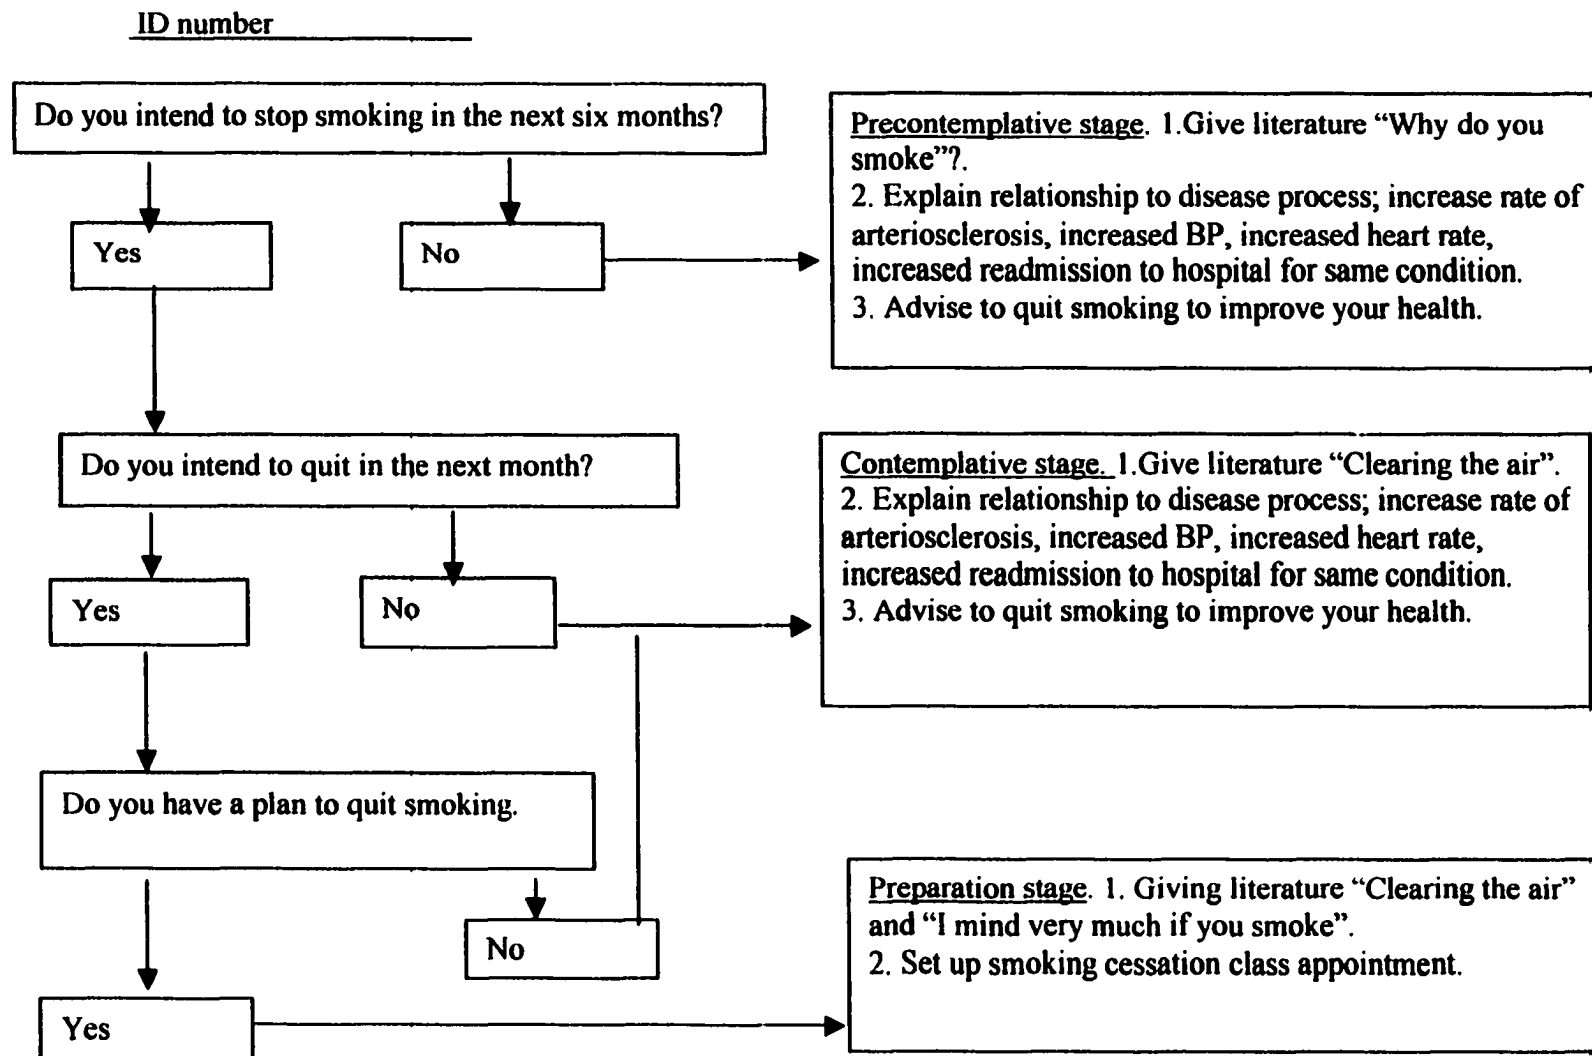 ID number
Do you intend to stop smoking in the next six months?
Yes
No
Precontemplative stage. 1.Give literature “Why do you
smoke”?.
2. Explain relationship to disease process; increase rate of
arteriosclerosis, increased BP, increased heart rate,
increased readmission to hospital for same condition.
3. Advise to quit smoking to improve your health.
Do you intend to quit in the next month?
Yes
No
Contemplative stage. 1.Give literature “Clearing the air”.
2. Explain relationship to disease process; increase rate of
arteriosclerosis, increased BP, increased heart rate,
increased readmission to hospital for same condition.
3. Advise to quit smoking to improve your health.
Do you have a plan to quit smoking.
No
Yes
Preparation stage. 1. Giving literature “Clearing the air”
and “I mind very much if you smoke”.
2. Set up smoking cessation class appointment.